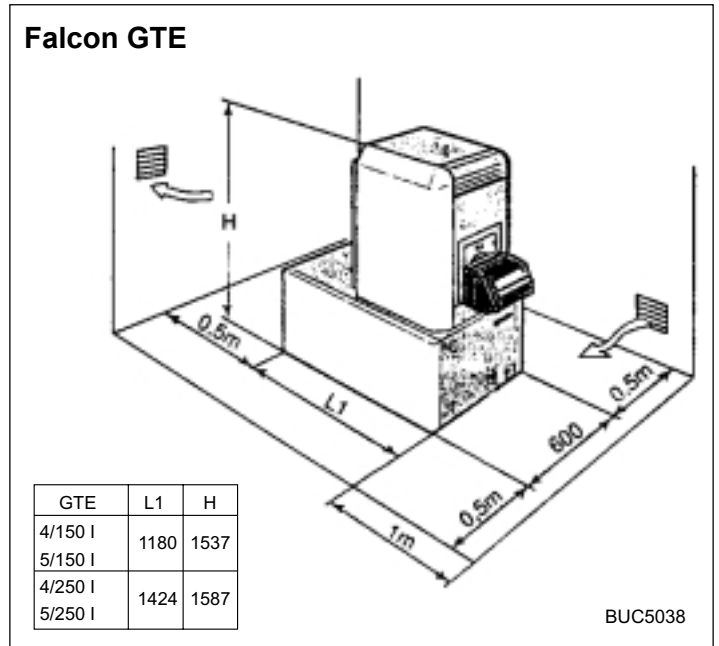 Falcon GTE
H
0.5m
L1
0.5m
600
0,5m
1m
GTE L1 H
4/150 I
5/150 I
1180 1537
4/250 I
5/250 I
1424 1587
BUC5038